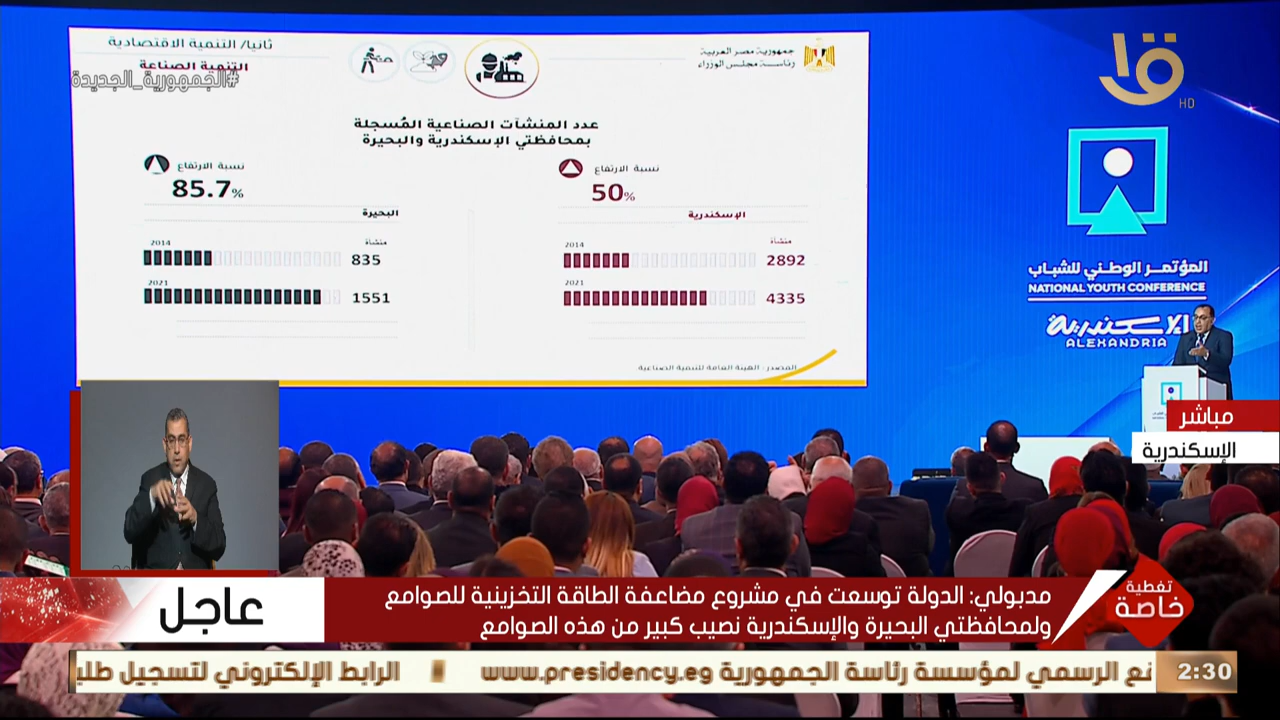 ثانيا/ التنمية الاقتصادية
التنمية الصناعة
#الجمهورية_الجديدة
جمهورية مصر العربية
رئاسة مجلس الوزراء
HD
عدد المنشآت الصناعية المُسجلة
بمحافظتي الإسكندرية والبحيرة
نسبة الارتفاع
50%
الإسكندرية
منشأة
2014
2892
2021
4335
نسبة الارتفاع
85.7%
البحيرة
منشأة
2014
835
2021
1551
المصدر: الهيئة العامة للتنمية الصناعية
المؤتمر الوطني للشباب
NATIONAL YOUTH CONFERENCE
الإسكندرية
ALEXANDRIA
مباشر
الإسكندرية
تغطية
خاصة
مدبولي: الدولة توسعت في مشروع مضاعفة الطاقة التخزينية للصوامع
ولمحافظتي البحيرة والإسكندرية نصيب كبير من هذه الصوامع
عاجل
الرسمي لمؤسسة رئاسة الجمهورية www.presidency.eg الرابط الإلكتروني لتسجيل
2:30